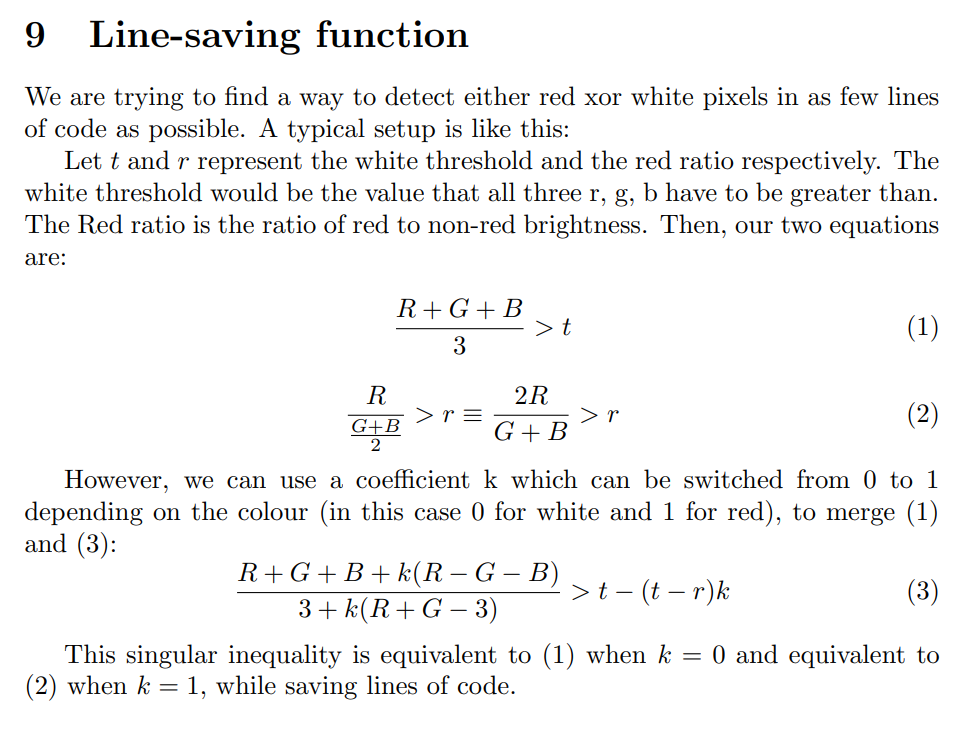 9 Line-saving function
We are trying to find a way to detect either red xor white pixels in as few lines
of code as possible. A typical setup is like this:
Let t and r represent the white threshold and the red ratio respectively. The
white threshold would be the value that all three r, g, b have to be greater than.
The Red ratio is the ratio of red to non-red brightness. Then, our two equations
are:
\frac{R + G + B}{3} > t (1)
\frac{R}{\frac{G+B}{2}} > r ≡ \frac{2R}{G + B} > r (2)
However, we can use a coefficient k which can be switched from 0 to 1
depending on the colour (in this case 0 for white and 1 for red), to merge (1)
and (3):
\frac{R + G + B + k(R − G − B)}{3 + k(R + G − 3)} > t − (t − r)k (3)
This singular inequality is equivalent to (1) when k = 0 and equivalent to
(2) when k = 1, while saving lines of code.